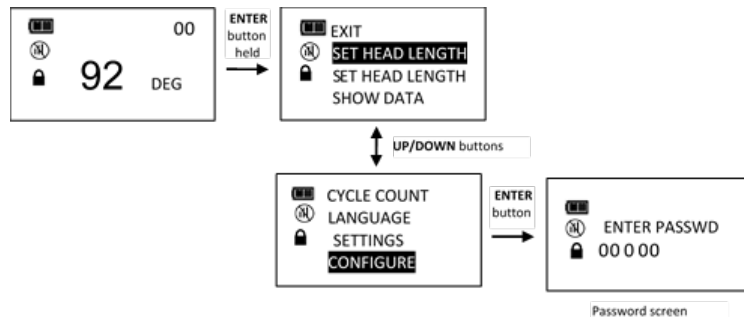 00
92 DEG
ENTER
button
held
EXIT
SET HEAD LENGTH
SET HEAD LENGTH
SHOW DATA
UP/DOWN buttons
CYCLE COUNT
LANGUAGE
SETTINGS
CONFIGURE
ENTER
button
ENTER PASSWD
00 0 00
Password screen